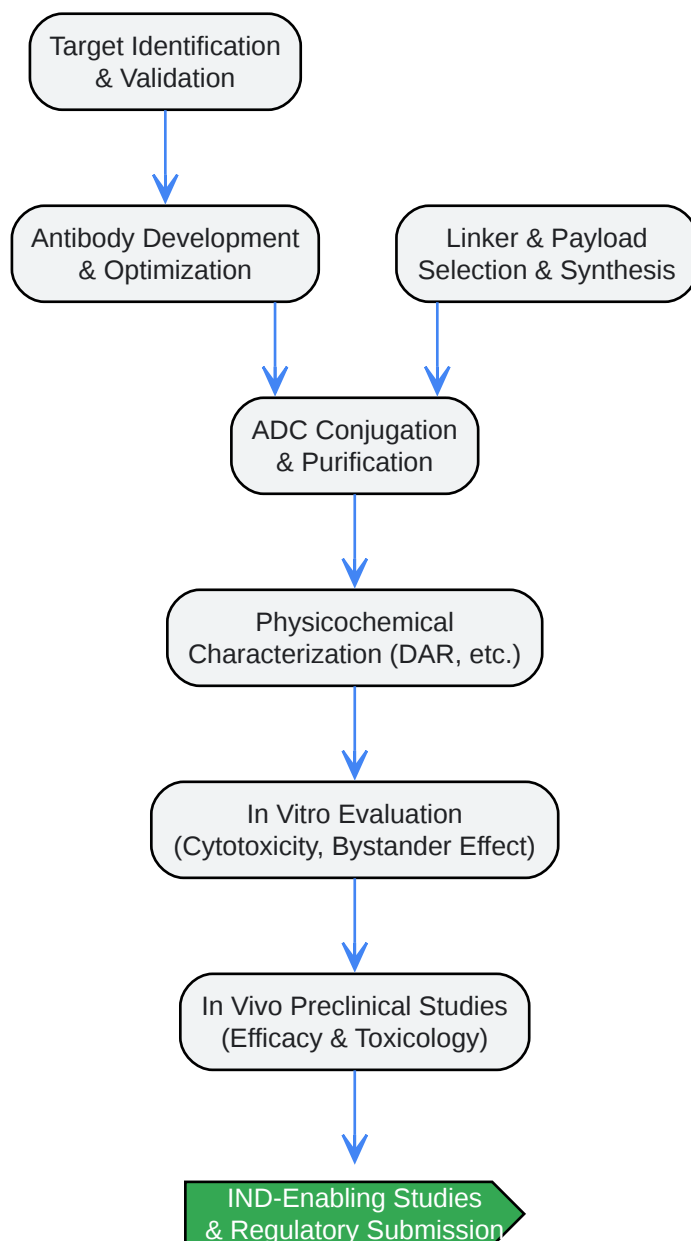 Target Identification
& Validation
Antibody Development
& Optimization
Linker & Payload
Selection & Synthesis
ADC Conjugation
& Purification
Physicochemical
Characterization (DAR, etc.)
In Vitro Evaluation
(Cytotoxicity, Bystander Effect)
In Vivo Preclinical Studies
(Efficacy & Toxicology)
IND-Enabling Studies
& Regulatory Submission